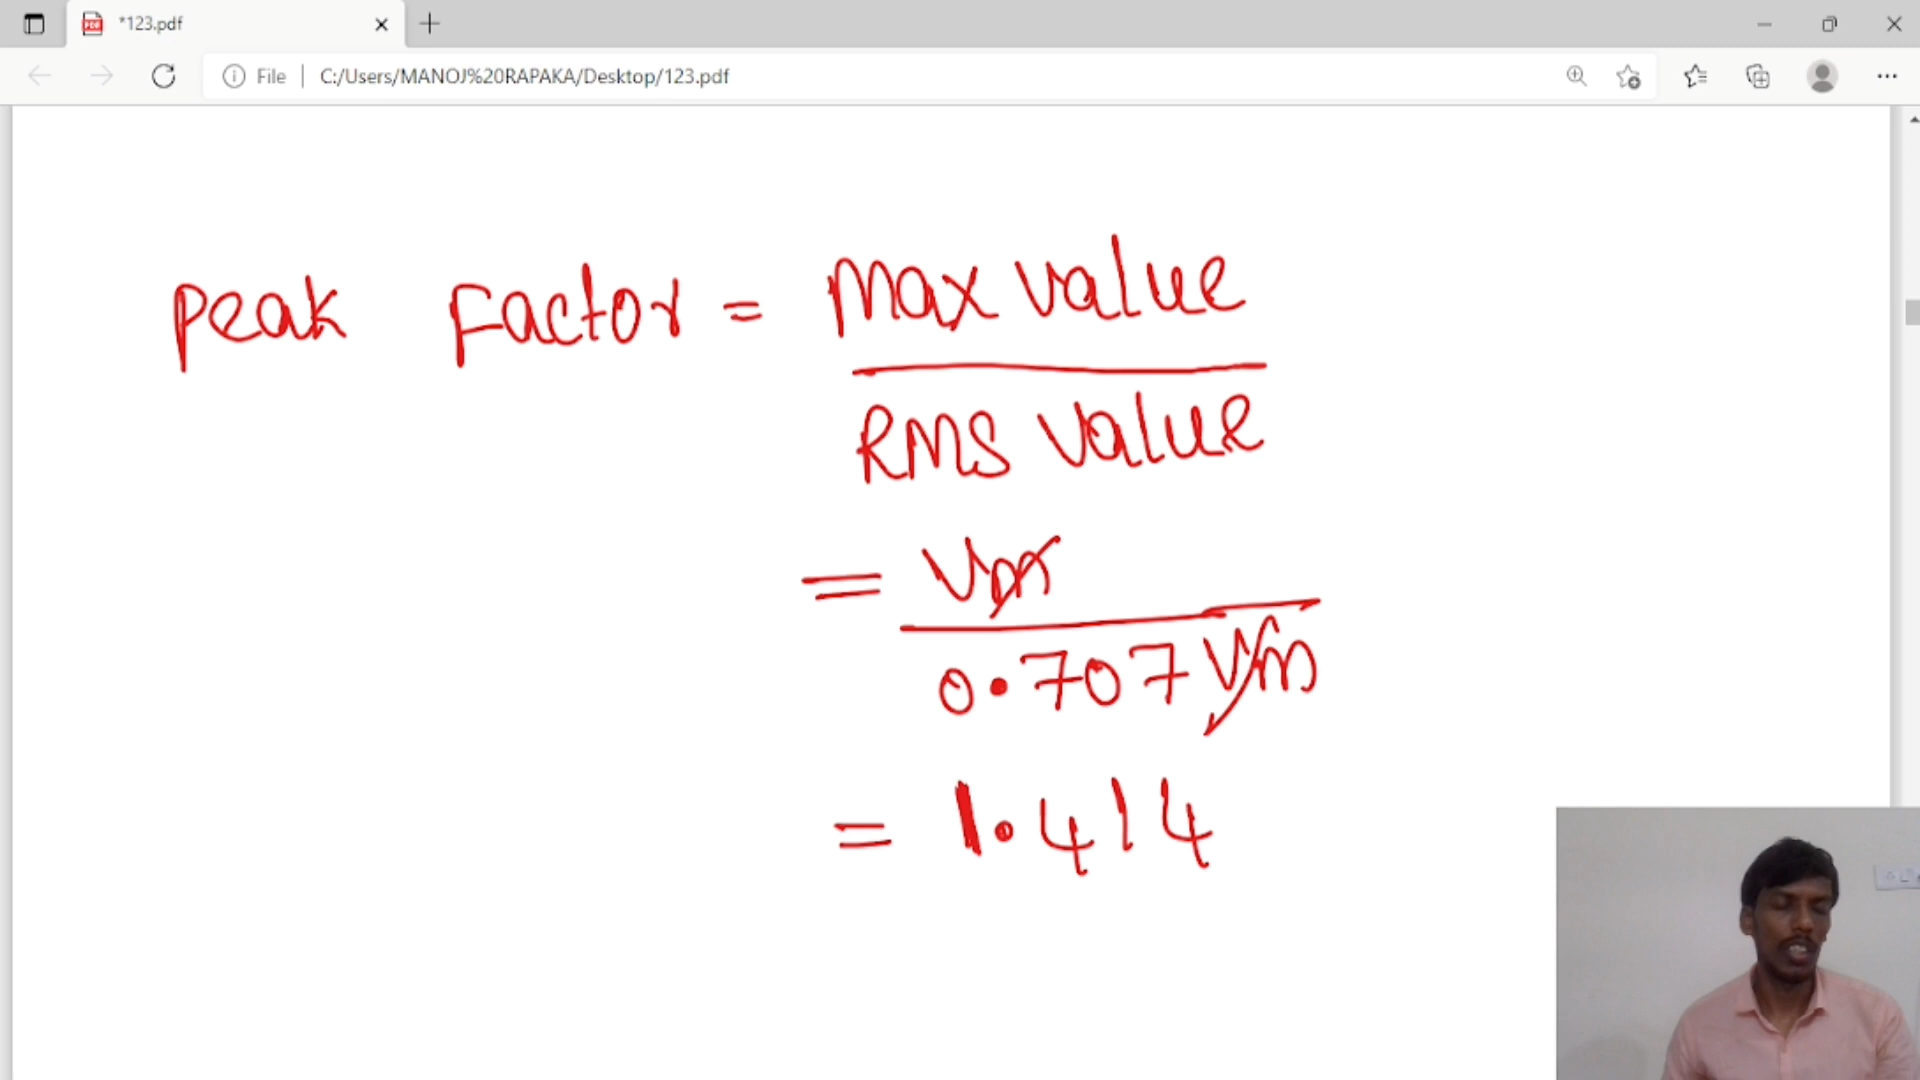 *123.pdf
File C:/Users/MANOJ%20RAPAKA/Desktop/123.pdf
Peak Factor = Max Value
RMS Value
= Vm
0.707 Vm
= 1.414